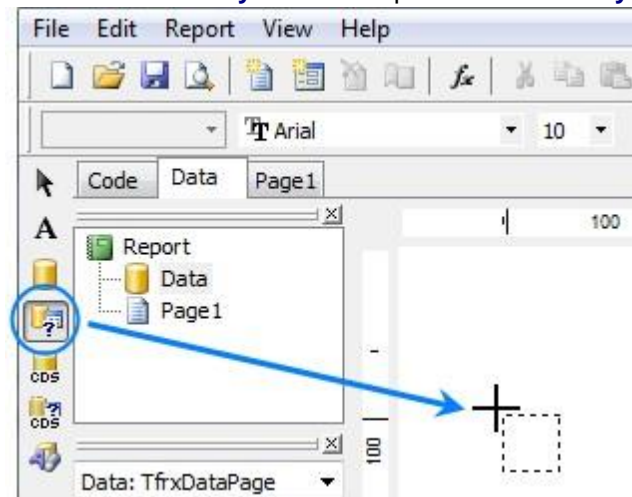 File Edit Report View Help
Arial 10
Code Data Page1
100
A
Report
Data
Page1
CDS
CDS
100
Data: TfrxDataPage